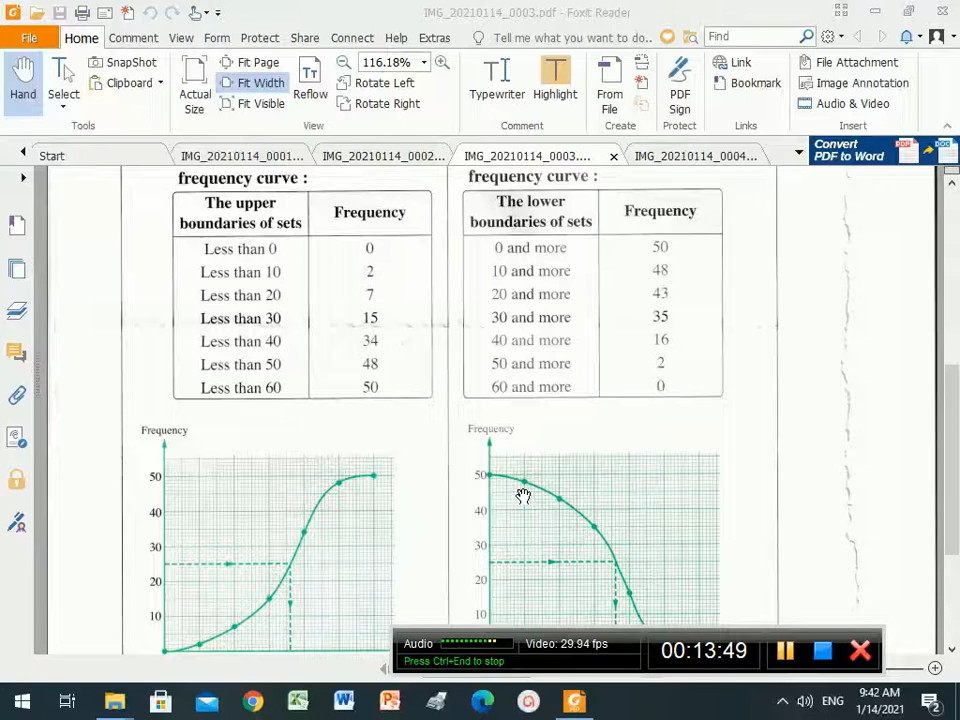 IMG_20210114_0003.pdf - Foxit Reader
File Home Comment View Form Protect Share Connect Help Extras Tell me what you want to do.. Find
Hand
Select
SnapShot
Clipboard
Tools
Actual Size
Fit Page
Fit Width
Fit Visible
Reflow
116.18%
Rotate Left
Rotate Right
View
Typewriter
Highlight
Comment
From File
Create
PDF Sign
Protect
Link
Bookmark
Links
File Attachment
Image Annotation
Audio & Video
Insert
Start IMG_20210114_0001... IMG_20210114_0002... IMG_20210114_0003.... IMG_20210114_0004....
Convert
PDF to Word
frequency curve :
The upper boundaries of sets Frequency
Less than 0 0
Less than 10 2
Less than 20 7
Less than 30 15
Less than 40 34
Less than 50 48
Less than 60 50
frequency curve :
The lower boundaries of sets Frequency
0 and more 50
10 and more 48
20 and more 43
30 and more 35
40 and more 16
50 and more 2
60 and more 0
Frequency
50
40
30
20
10
Frequency
50
40
30
20
10
Audio Video: 29.94 fps
Press Ctrl+End to stop
00:13:49
ENG
9:42 AM
1/14/2021
2